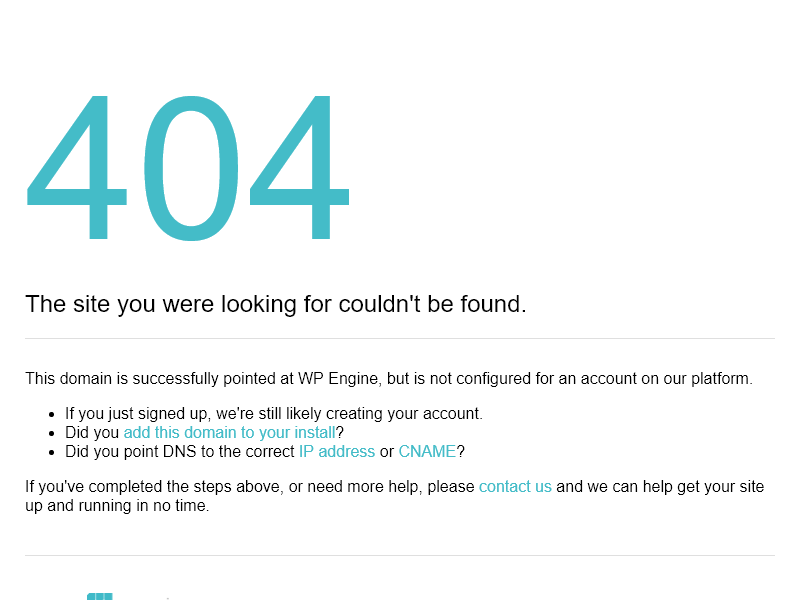 404
The site you were looking for couldn't be found.
This domain is successfully pointed at WP Engine, but is not configured for an account on our platform.
If you just signed up, we're still likely creating your account.
Did you add this domain to your install?
Did you point DNS to the correct IP address or CNAME?
If you've completed the steps above, or need more help, please contact us and we can help get your site
up and running in no time.